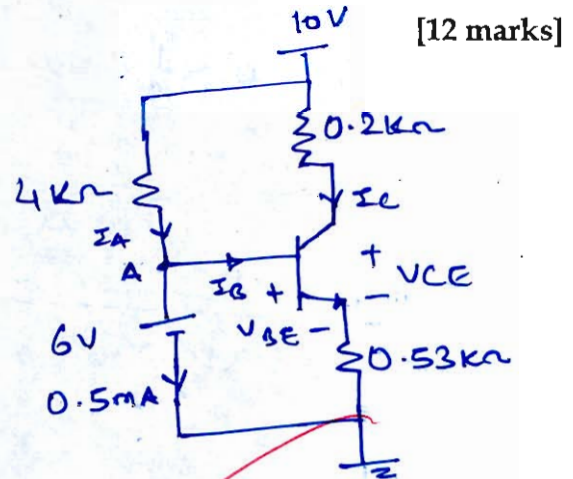 10V
[12 marks]
0.2KΩ
4KΩ
IC
IA
A
IB
+
VCE
+
-
VBE -
6V
0.53KΩ
0.5mA